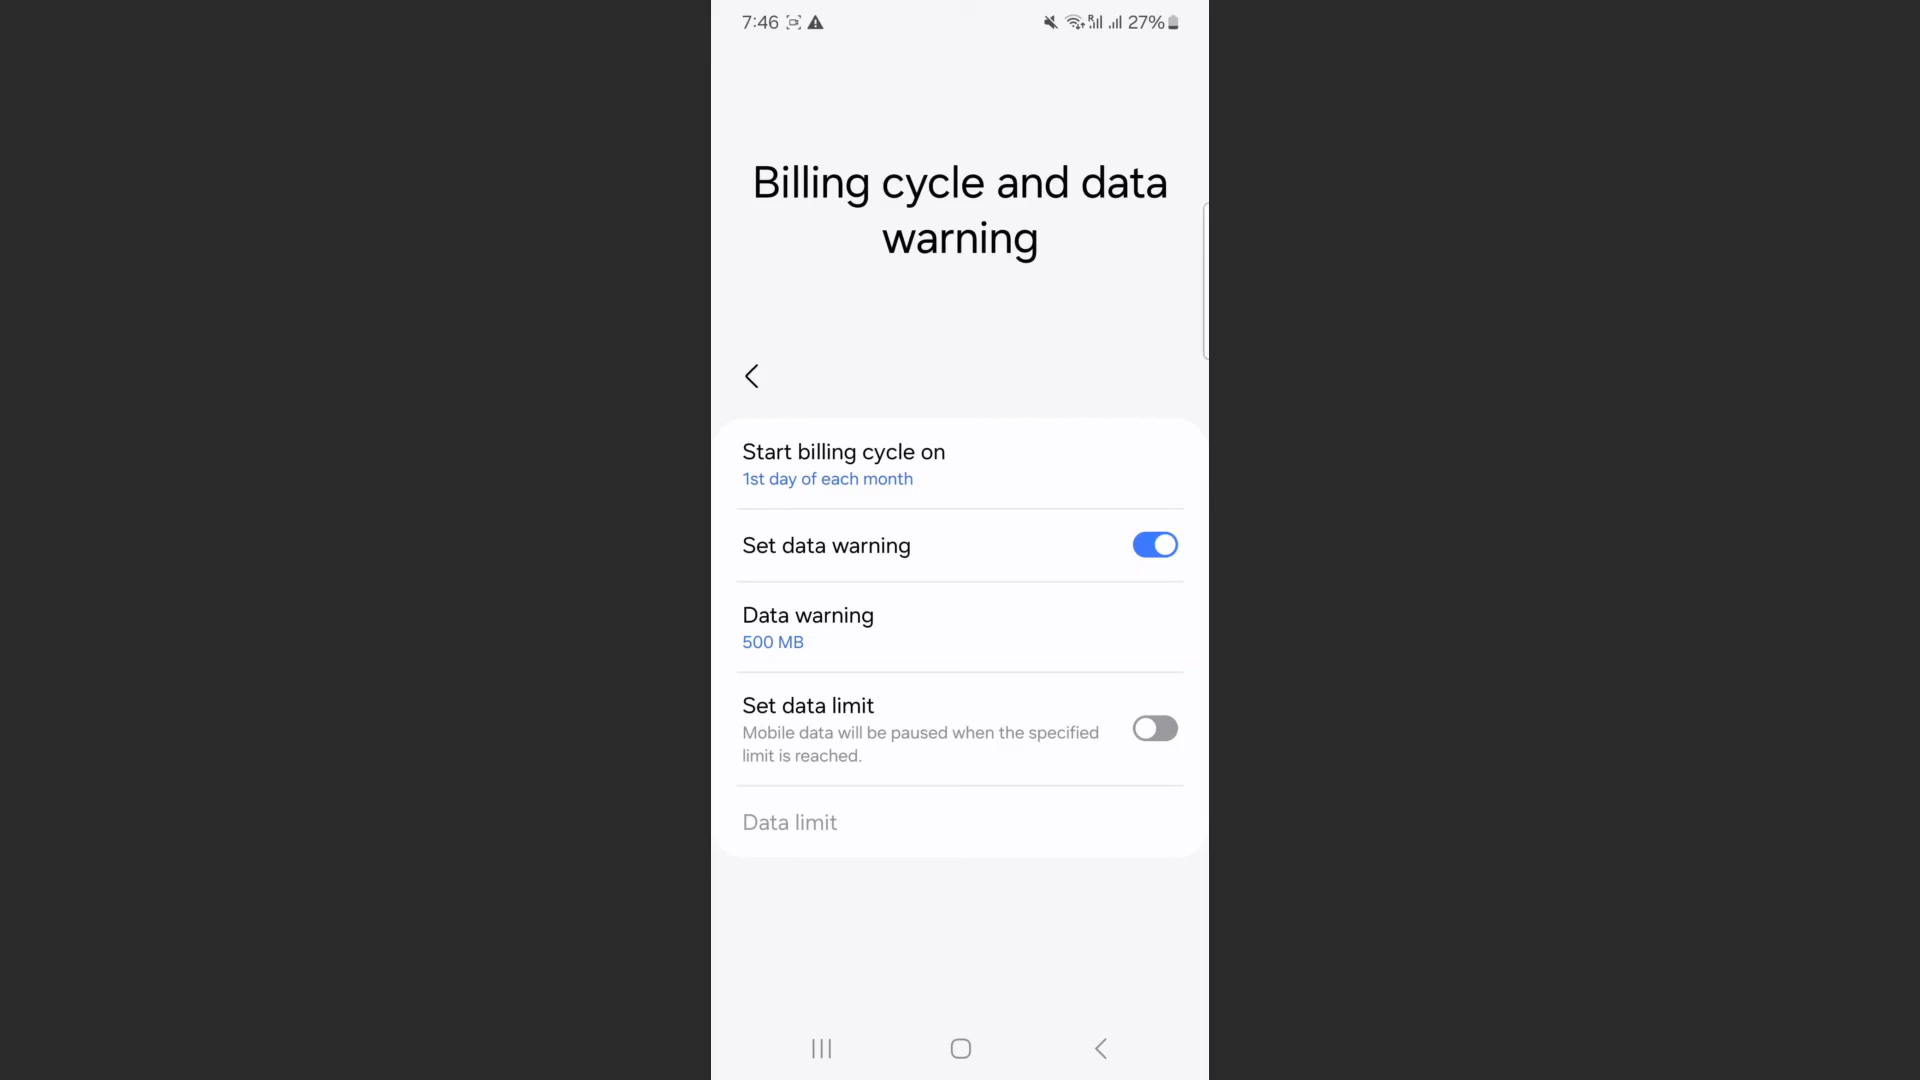 7:46
27%
Billing cycle and data
warning
Start billing cycle on
1st day of each month
Set data warning
Data warning
500 MB
Set data limit
Mobile data will be paused when the specified
limit is reached.
Data limit